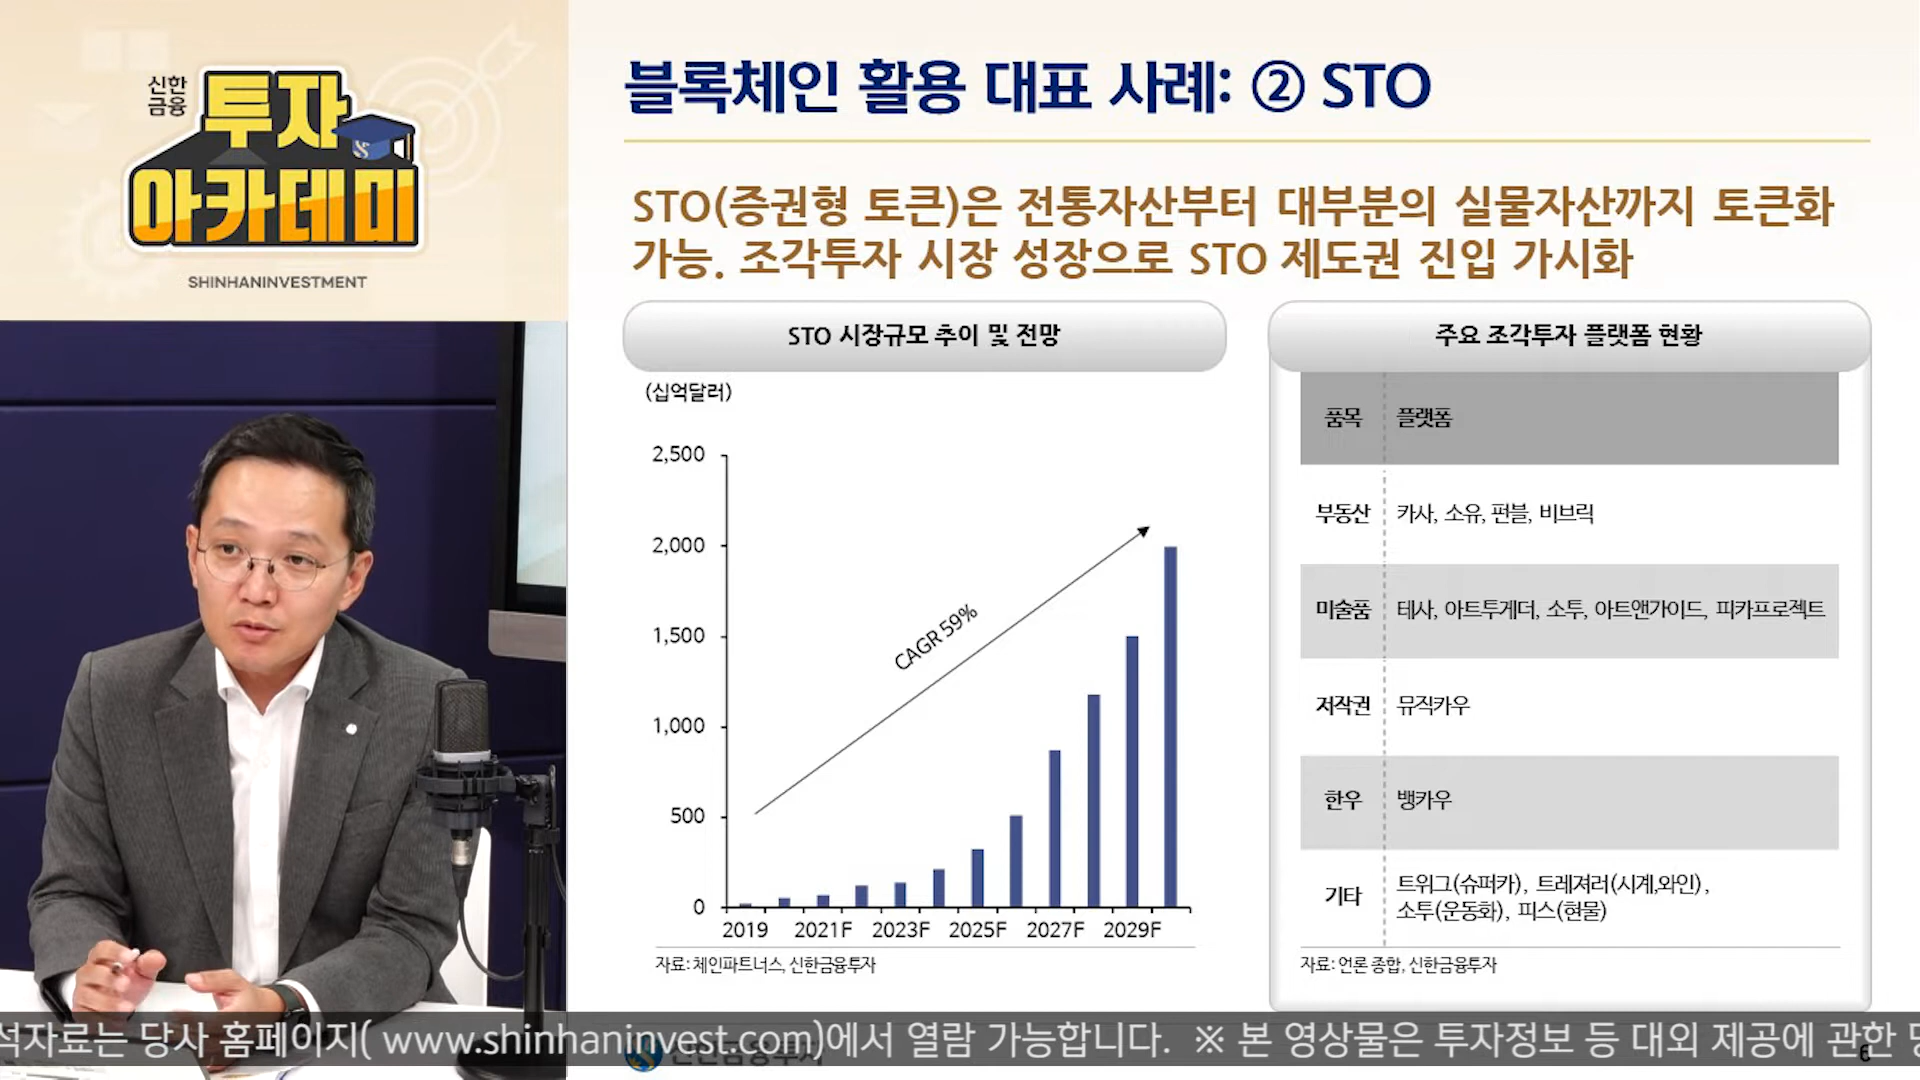 신한
금융
투자
아카데미
SHINHANINVESTMENT
블록체인 활용 대표 사례: ② STO
STO(증권형 토큰)은 전통자산부터 대부분의 실물자산까지 토큰화
가능. 조각투자 시장 성장으로 STO 제도권 진입 가시화
STO 시장규모 추이 및 전망
(십억달러)
2,500
2,000
1,500
1,000
500
0
CAGR 59%
2019 2021F 2023F 2025F 2027F 2029F
자료: 체인파트너스, 신한금융투자
주요 조각투자 플랫폼 현황
품목 플랫폼
부동산 카사, 소유, 펀블, 비브릭
미술품 테사, 아트투게더, 소투, 아트앤가이드, 피카프로젝트
저작권 뮤직카우
한우 뱅카우
기타 트위그(슈퍼카), 트레져러(시계,와인),
소투(운동화), 피스(현물)
자료: 언론 종합, 신한금융투자
석자료는 당사 홈페이지( www.shinhaninvest.com)에서 열람 가능합니다. ※ 본 영상물은 투자정보 등 대외 제공에 관한
6